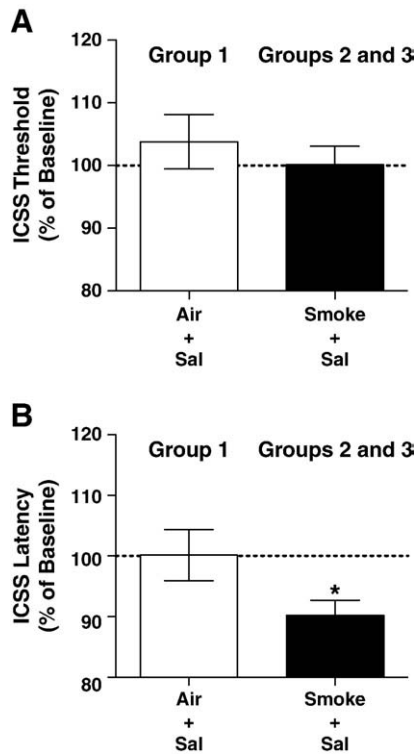 A
Group 1 Groups 2 and 3
ICSS Threshold
(% of Baseline)
120
110
100
90
80
Air
+
Sal
Smoke
+
Sal
B
Group 1 Groups 2 and 3
ICSS Latency
(% of Baseline)
120
110
100
90
80
*
Air
+
Sal
Smoke
+
Sal